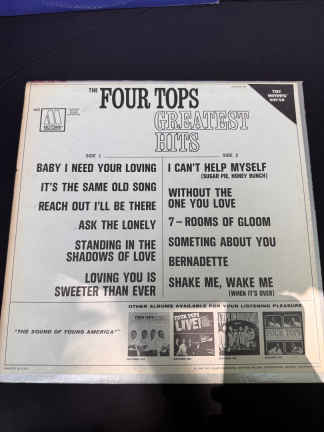 THE FOUR TOPS
GREATEST
HITS
SIDE 1
BABY I NEED YOUR LOVING
IT'S THE SAME OLD SONG
REACH OUT I'LL BE THERE
ASK THE LONELY
STANDING IN THE
SHADOWS OF LOVE
LOVING YOU IS
SWEETER THAN EVER
SIDE 2
I CAN'T HELP MYSELF
(SUGAR PIE, HONEY BUNCH)
WITHOUT THE
ONE YOU LOVE
7-ROOMS OF GLOOM
SOMETING ABOUT YOU
BERNADETTE
SHAKE ME, WAKE ME
(WHEN IT'S OVER)
OTHER ALBUMS AVAILABLE FOR YOUR LISTENING PLEASURE
"THE SOUND OF YOUNG AMERICA"
FOUR TOPS
FOUR TOPS
LIVE!